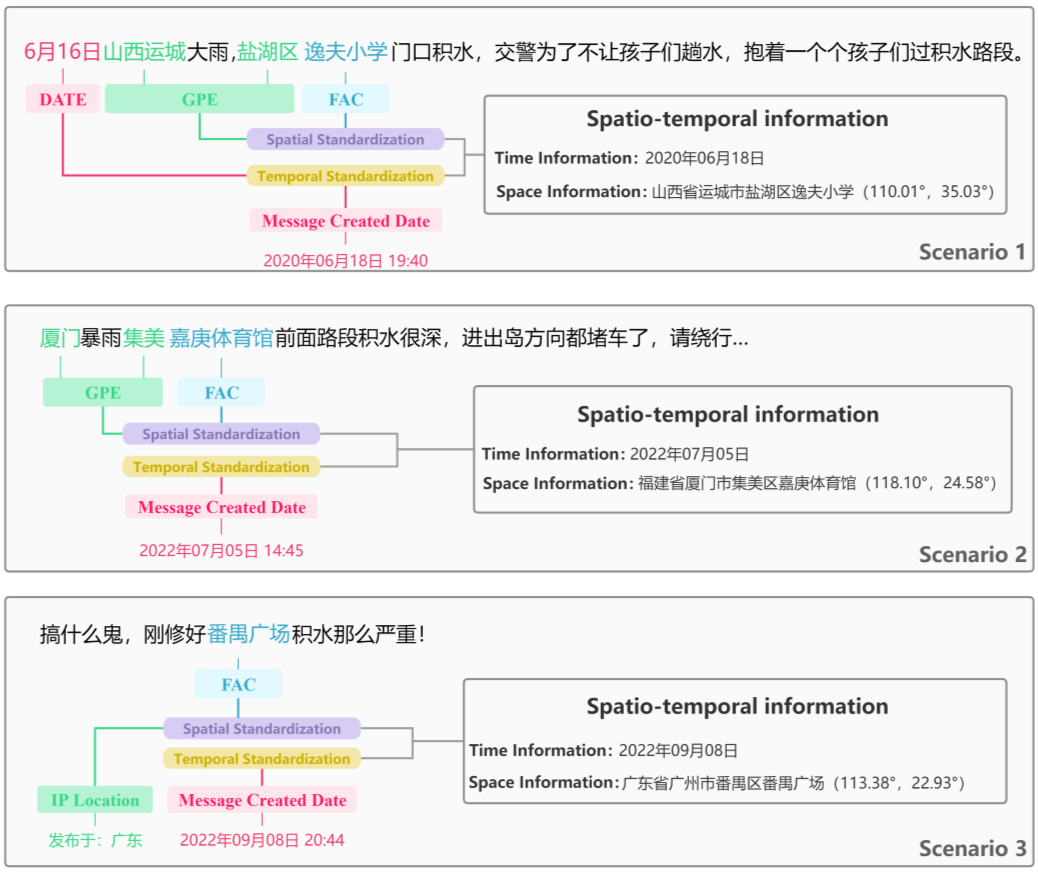 6月16日山西运城大雨,盐湖区 逸夫小学门口积水，交警为了不让孩子们趟水，抱着一个个孩子们过积水路段。
DATE GPE FAC
Spatial Standardization
Temporal Standardization
Message Created Date
2020年06月18日 19:40
Spatio-temporal information
Time Information: 2020年06月18日
Space Information: 山西省运城市盐湖区逸夫小学（110.01°，35.03°）
Scenario 1
厦门暴雨集美 嘉庚体育馆前面路段积水很深，进出岛方向都堵车了，请绕行...
GPE FAC
Spatial Standardization
Temporal Standardization
Message Created Date
2022年07月05日 14:45
Spatio-temporal information
Time Information: 2022年07月05日
Space Information: 福建省厦门市集美区嘉庚体育馆（118.10°，24.58°）
Scenario 2
搞什么鬼，刚修好番禺广场积水那么严重！
FAC
Spatial Standardization
Temporal Standardization
IP Location Message Created Date
发布于：广东 2022年09月08日 20:44
Spatio-temporal information
Time Information: 2022年09月08日
Space Information: 广东省广州市番禺区番禺广场（113.38°，22.93°）
Scenario 3